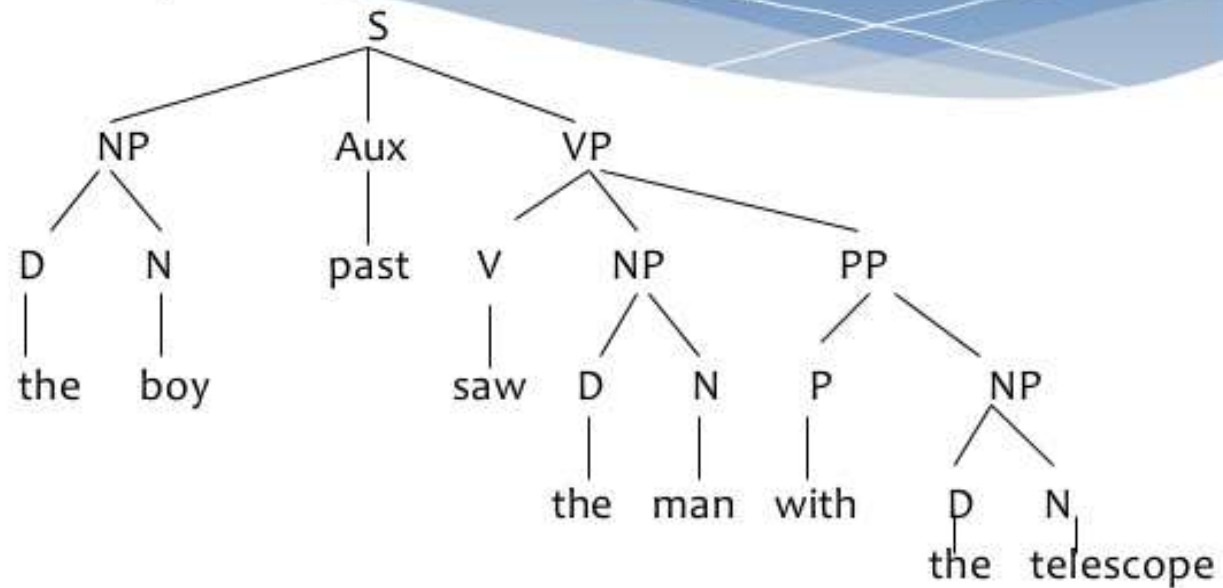 S
NP Aux VP
D N past V NP PP
the boy saw D N P NP
the man with D N
the telescope